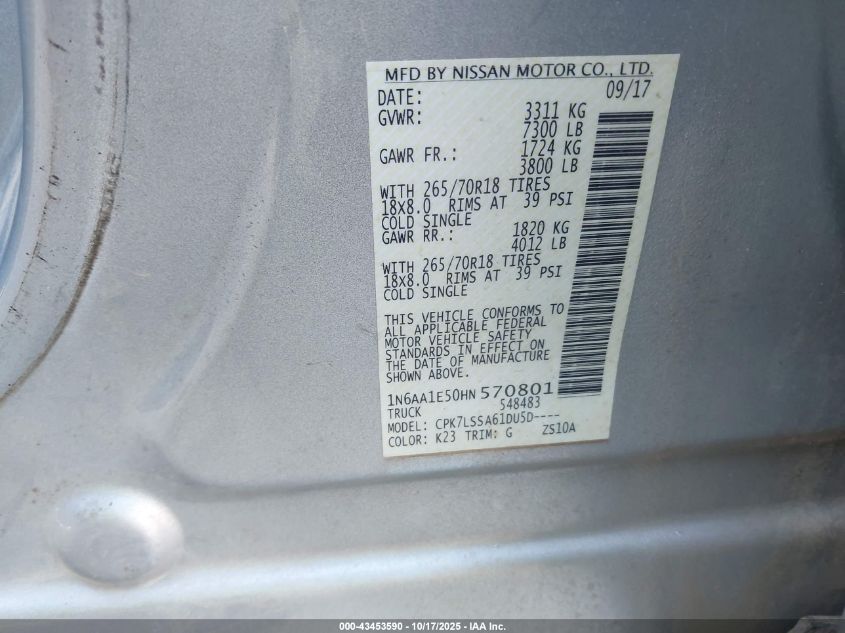 MFD BY NISSAN MOTOR CO., LTD.
DATE: 09/17
GVWR: 3311 KG
7300 LB
GAWR FR.: 1724 KG
3800 LB
WITH 265/70R18 TIRES
18X8.0 RIMS AT 39 PSI
COLD SINGLE
GAWR RR.: 1820 KG
4012 LB
WITH 265/70R18 TIRES
18X8.0 RIMS AT 39 PSI
COLD SINGLE
THIS VEHICLE CONFORMS TO
ALL APPLICABLE FEDERAL
MOTOR VEHICLE SAFETY
STANDARDS IN EFFECT ON
THE DATE OF MANUFACTURE
SHOWN ABOVE.
1N6AA1E50HN570801
TRUCK 548483
MODEL: CPK7LSSA61DU5D----
COLOR: K23 TRIM: G ZS10A
000-43453590 - 10/17/2025 - IAA Inc.